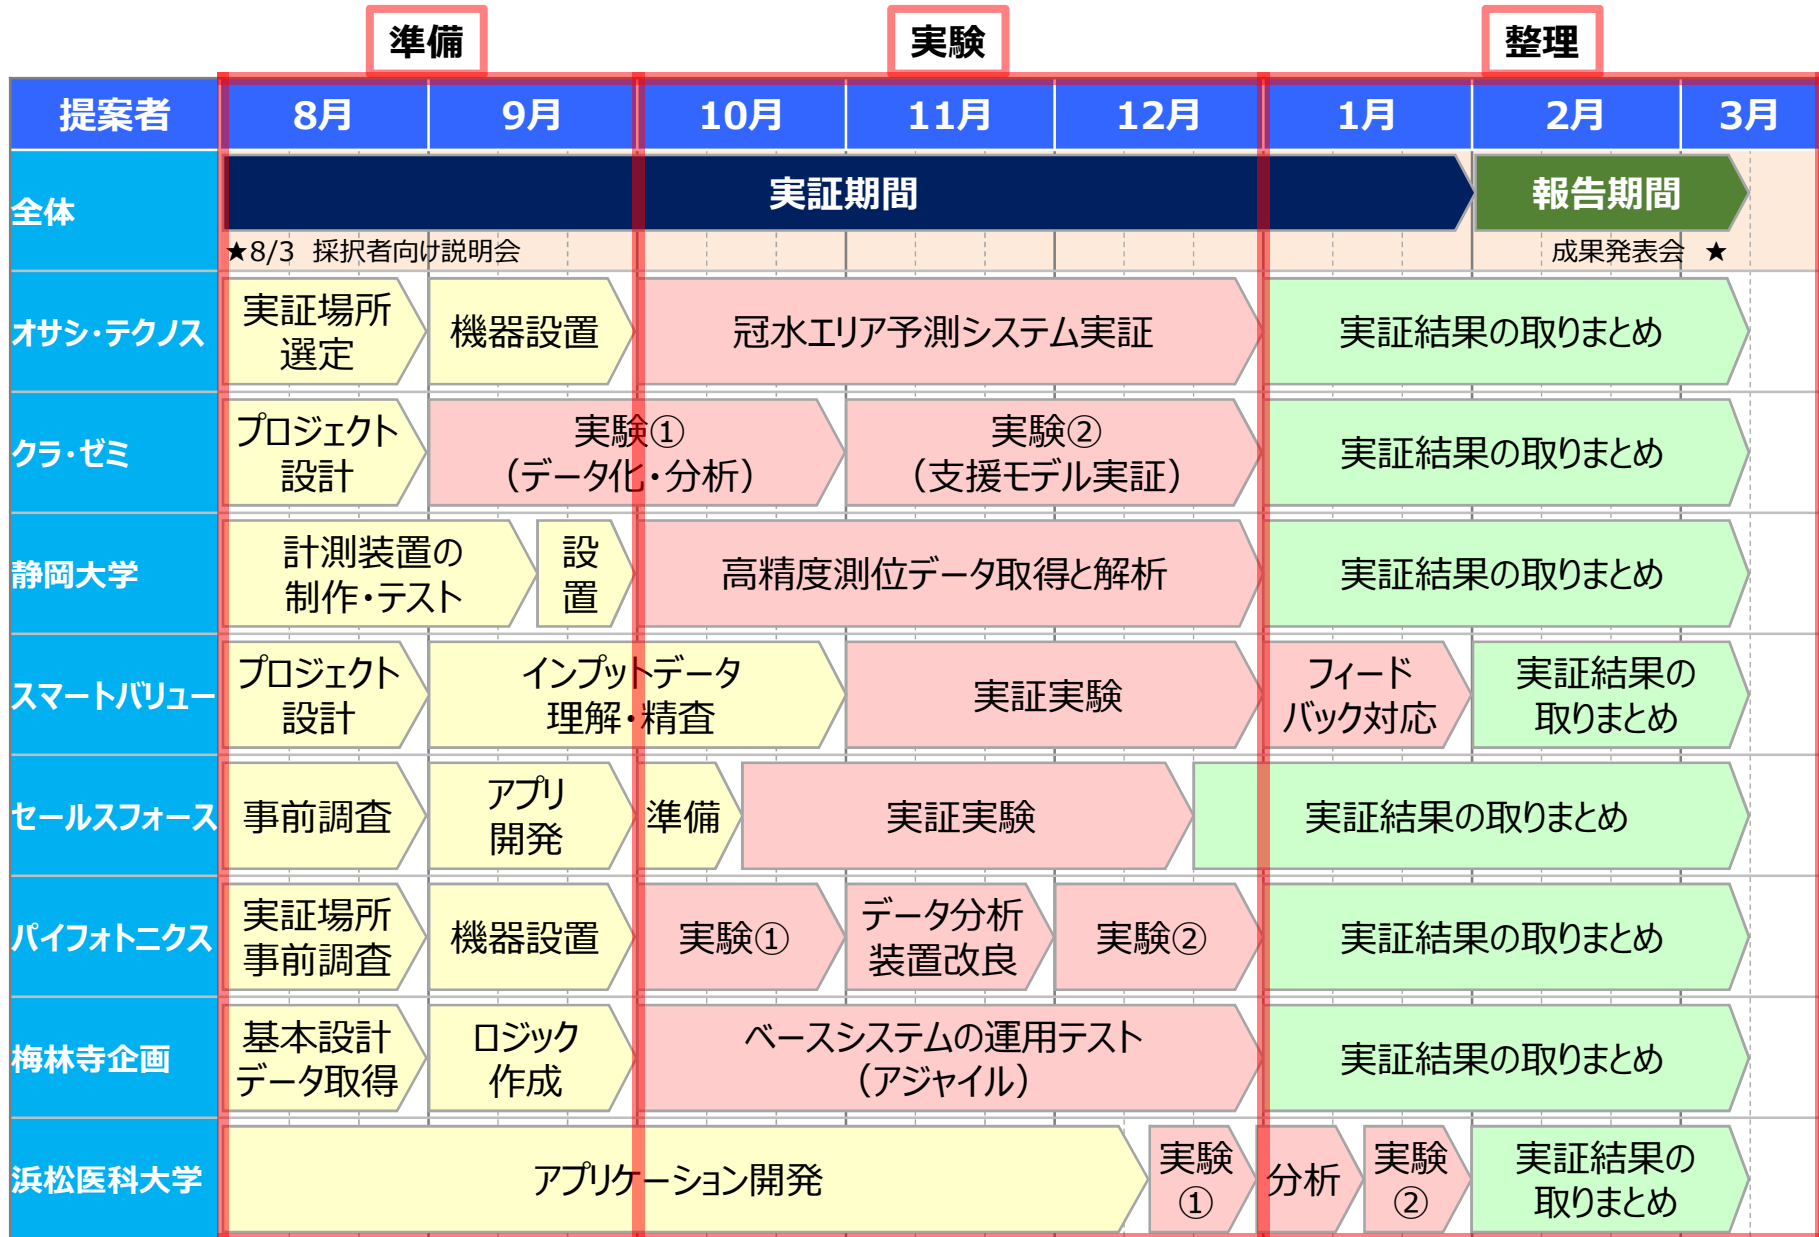 準備
実験
整理
提案者
8月
9月
10月
11月
12月
1月
2月
3月
全体
実証期間
報告期間
★8/3 採択者向け説明会
成果発表会 ★
オサシ・テクノス
実証場所
選定
機器設置
冠水エリア予測システム実証
実証結果の取りまとめ
クラ・ゼミ
プロジェクト
設計
実験①
（データ化・分析）
実験②
（支援モデル実証）
実証結果の取りまとめ
静岡大学
計測装置の
制作・テスト
設
置
高精度測位データ取得と解析
実証結果の取りまとめ
スマートバリュー
プロジェクト
設計
インプットデータ
理解・精査
実証実験
フィード
バック対応
実証結果の
取りまとめ
セールスフォース
事前調査
アプリ
開発
準備
実証実験
実証結果の取りまとめ
パイフォトニクス
実証場所
事前調査
機器設置
実験①
データ分析
装置改良
実験②
実証結果の取りまとめ
梅林寺企画
基本設計
データ取得
ロジック
作成
ベースシステムの運用テスト
（アジャイル）
実証結果の取りまとめ
浜松医科大学
アプリケーション開発
実験
①
分析
実験
②
実証結果の
取りまとめ